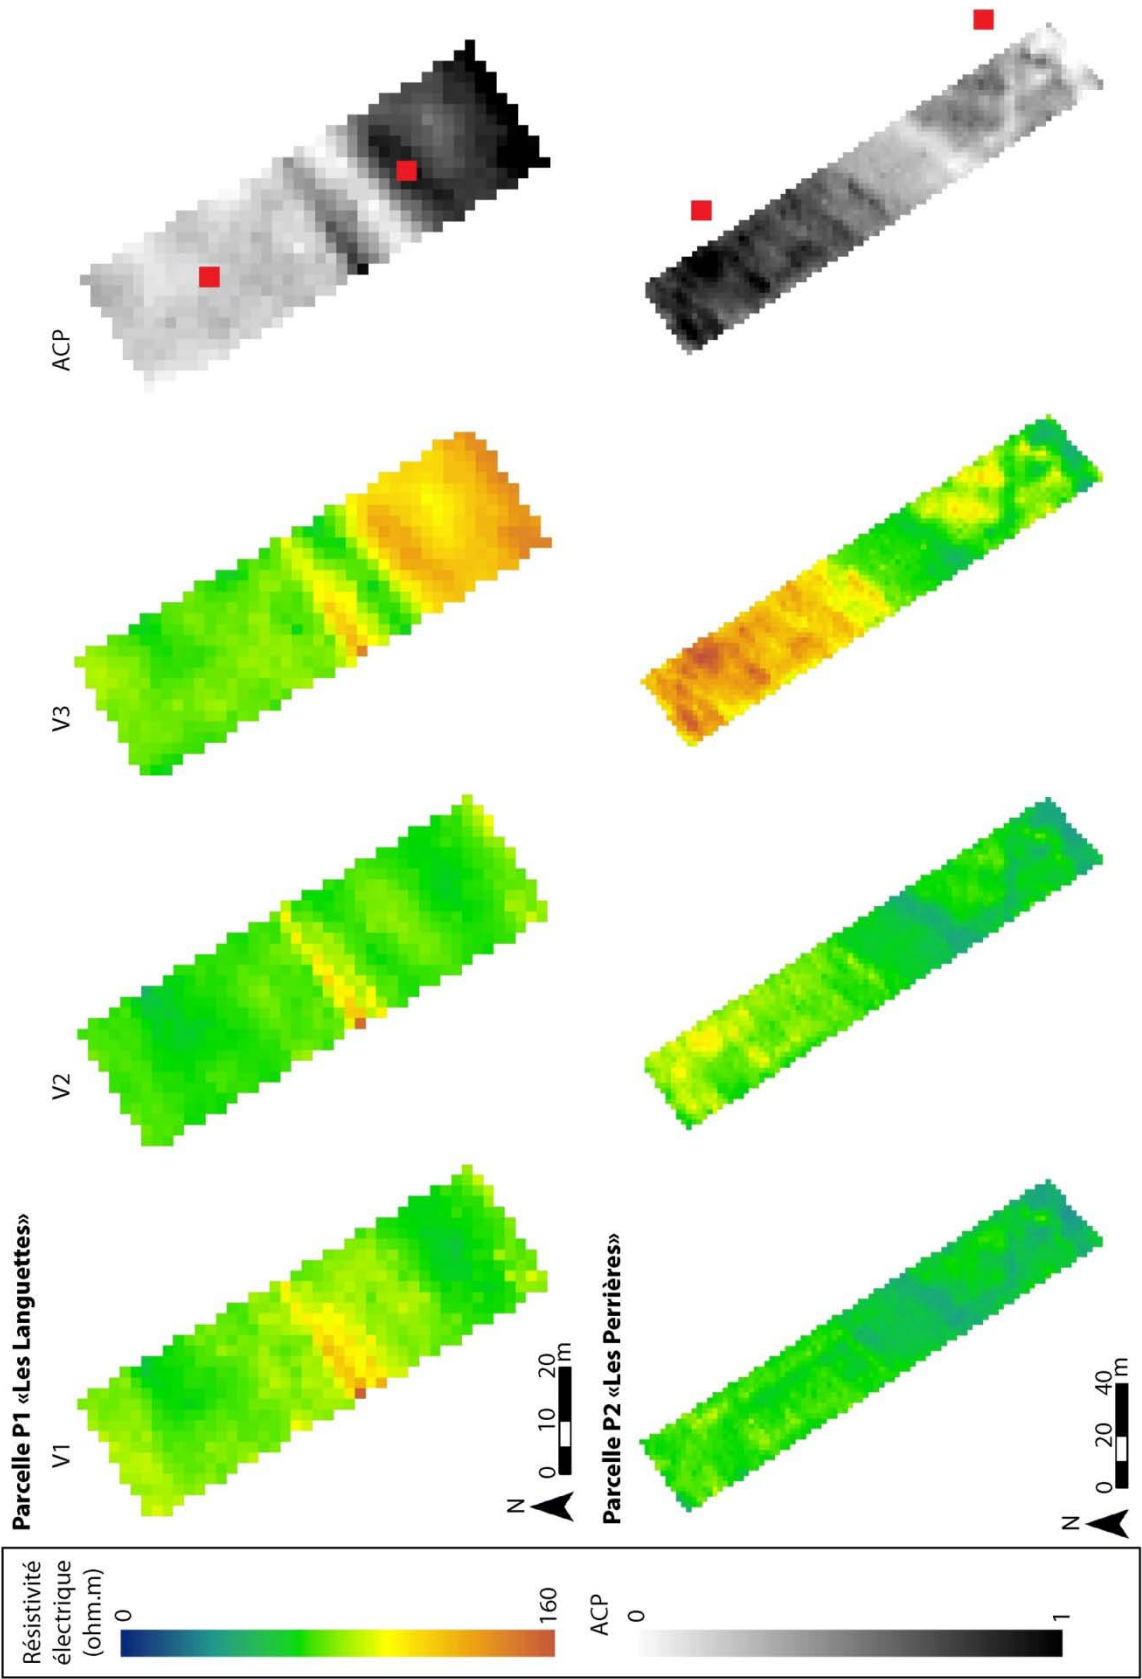 Résistivité
électrique
(ohm.m)
0
160
ACP
0
1
Parcelle P1 «Les Languettes»
V1
V2
V3
ACP
N
0 10 20
m
Parcelle P2 «Les Perrières»
N
0 20 40
m